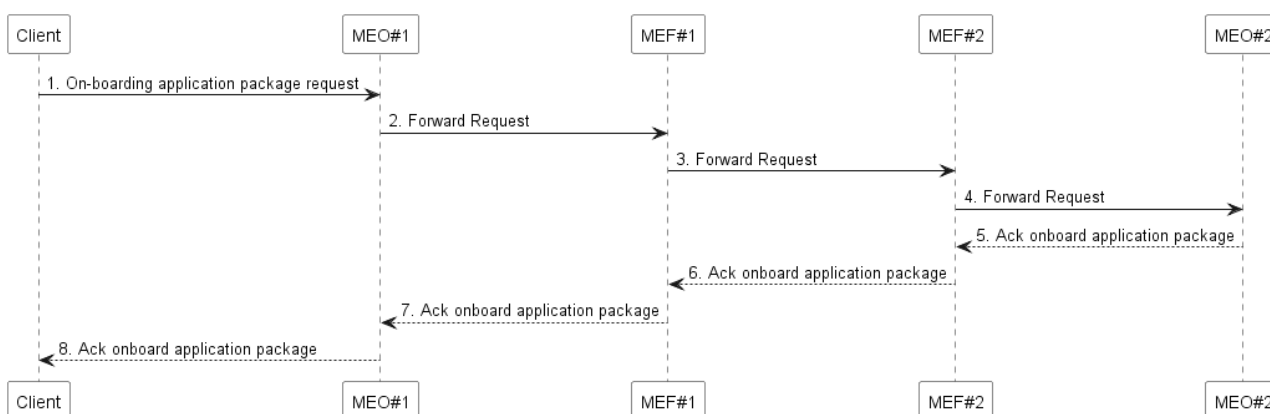 Client
MEO#1
MEF#1
MEF#2
MEO#2
1. On-boarding application package request
2. Forward Request
3. Forward Request
4. Forward Request
5. Ack onboard application package
6. Ack onboard application package
7. Ack onboard application package
8. Ack onboard application package
Client
MEO#1
MEF#1
MEF#2
MEO#2